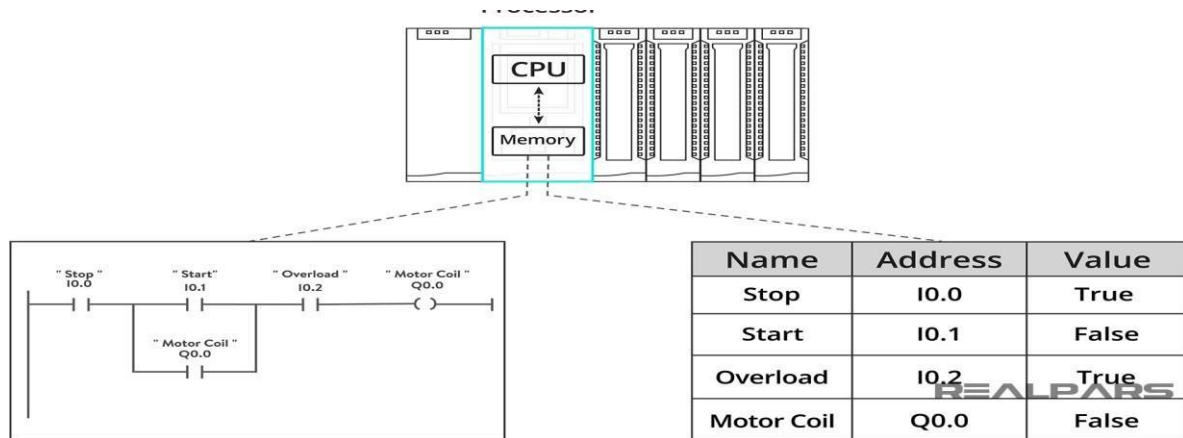 Processor
CPU
Memory
" Stop " " Start" " Overload " " Motor Coil "
I0.0 I0.1 I0.2 Q0.0
" Motor Coil "
Q0.0
Name Address Value
Stop I0.0 True
Start I0.1 False
Overload I0.2 True
REALPARS
Motor Coil Q0.0 False